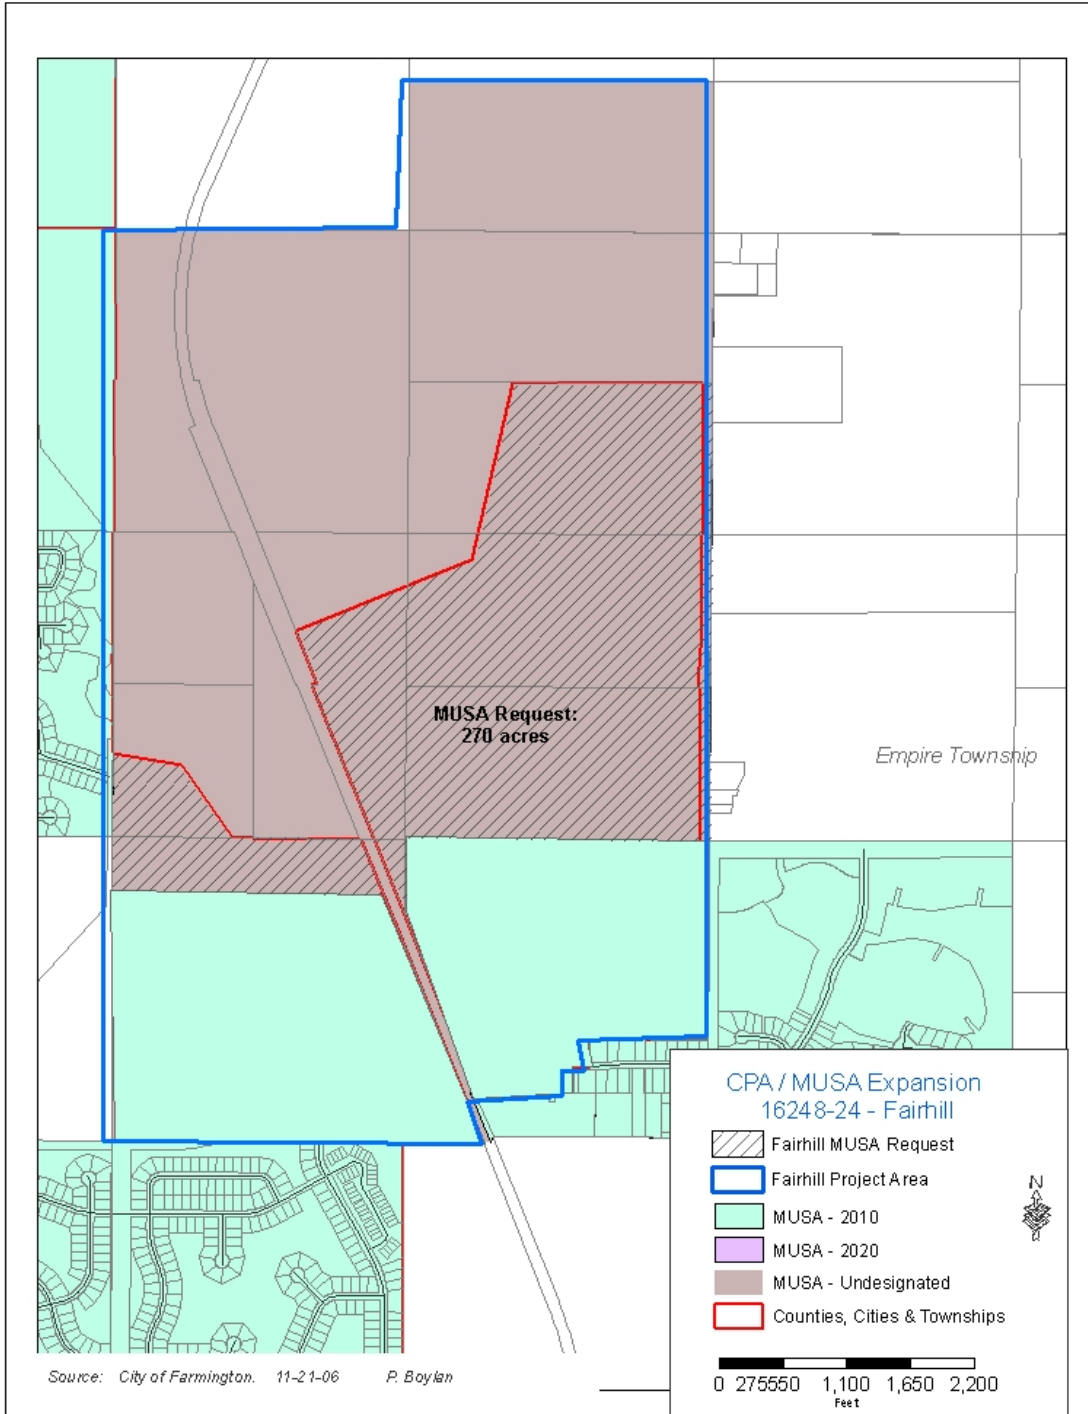 MUSA Request:
270 acres
Empire Township
CPA / MUSA Expansion
16248-24 - Fairhill
Fairhill MUSA Request
Fairhill Project Area
MUSA - 2010
MUSA - 2020
MUSA - Undesignated
Counties, Cities & Townships
N
0 275550 1,100 1,650 2,200
Feet
Source: City of Farmington. 11-21-06 P. Boylan